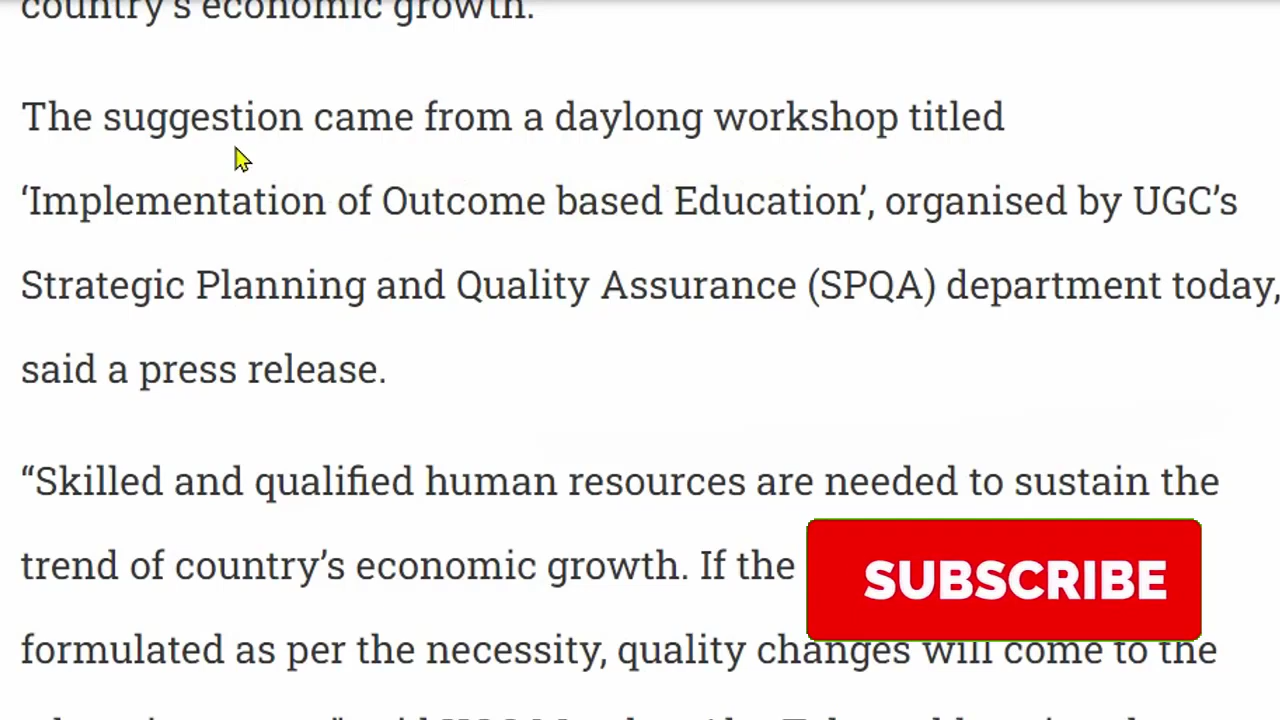 country's economic growth.
The suggestion came from a daylong workshop titled
‘Implementation of Outcome based Education’, organised by UGC’s
Strategic Planning and Quality Assurance (SPQA) department today,
said a press release.
“Skilled and qualified human resources are needed to sustain the
trend of country’s economic growth. If the
SUBSCRIBE
formulated as per the necessity, quality changes will come to the